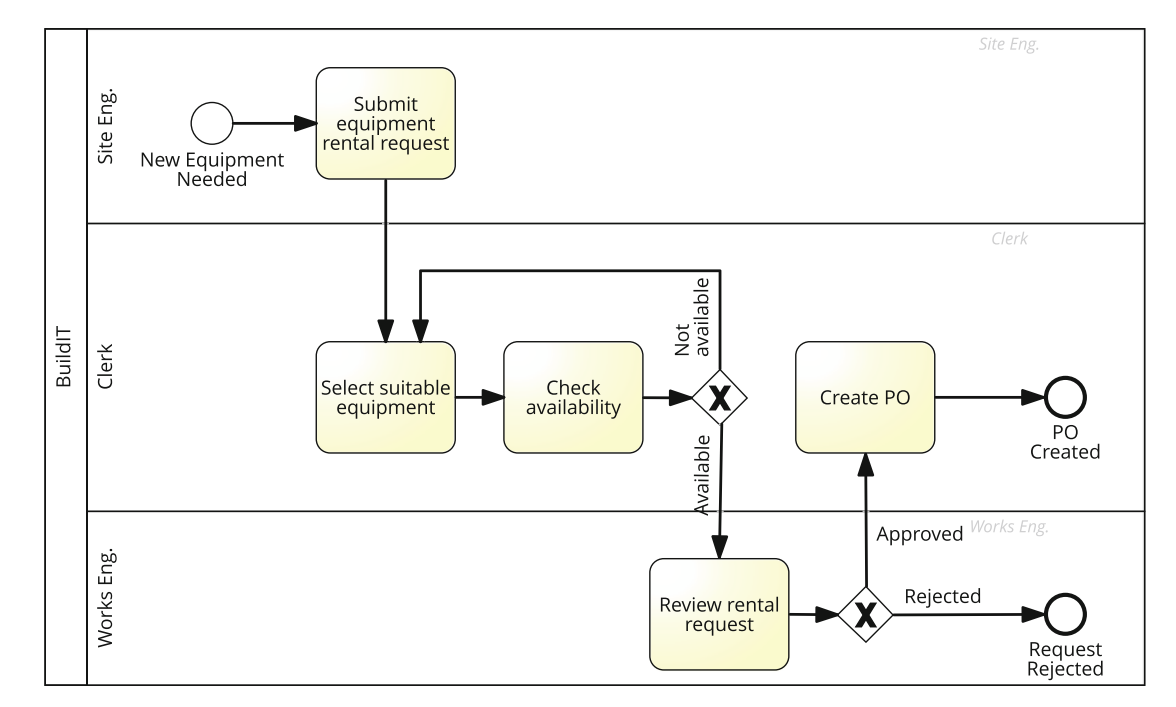 BuildIT
Site Eng.
Site Eng.
New Equipment
Needed
Submit
equipment
rental request
Clerk
Clerk
Select suitable
equipment
Check
availability
Not
available
Available
Create PO
PO
Created
Works Eng.
Works Eng.
Review rental
request
Approved
Rejected
Request
Rejected